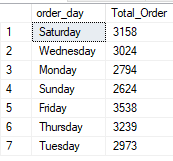 order_day Total_Order
1 Saturday 3158
2 Wednesday 3024
3 Monday 2794
4 Sunday 2624
5 Friday 3538
6 Thursday 3239
7 Tuesday 2973